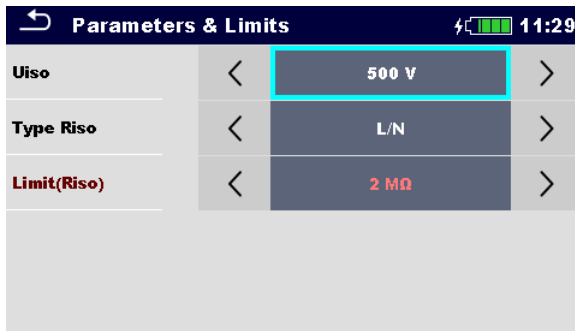 Parameters & Limits 11:29
Uiso 500 V
Type Riso L/N
Limit(Riso) 2 MΩ